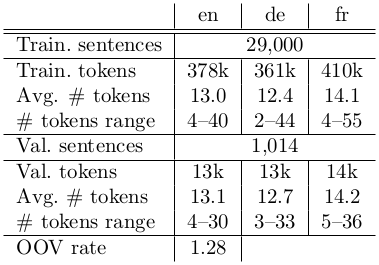 en de fr
Train. sentences 29,000
Train. tokens 378k 361k 410k
Avg. # tokens 13.0 12.4 14.1
# tokens range 4–40 2–44 4–55
Val. sentences 1,014
Val. tokens 13k 13k 14k
Avg. # tokens 13.1 12.7 14.2
# tokens range 4–30 3–33 5–36
OOV rate 1.28